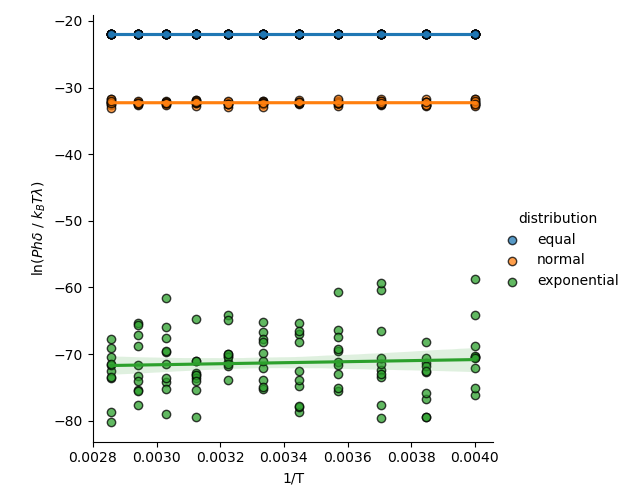 −20
−30
−40
−50
−60
−70
−80
ln(Phδ / k_BTλ)
0.0028 0.0030 0.0032 0.0034 0.0036 0.0038 0.0040
1/T
distribution
equal
normal
exponential